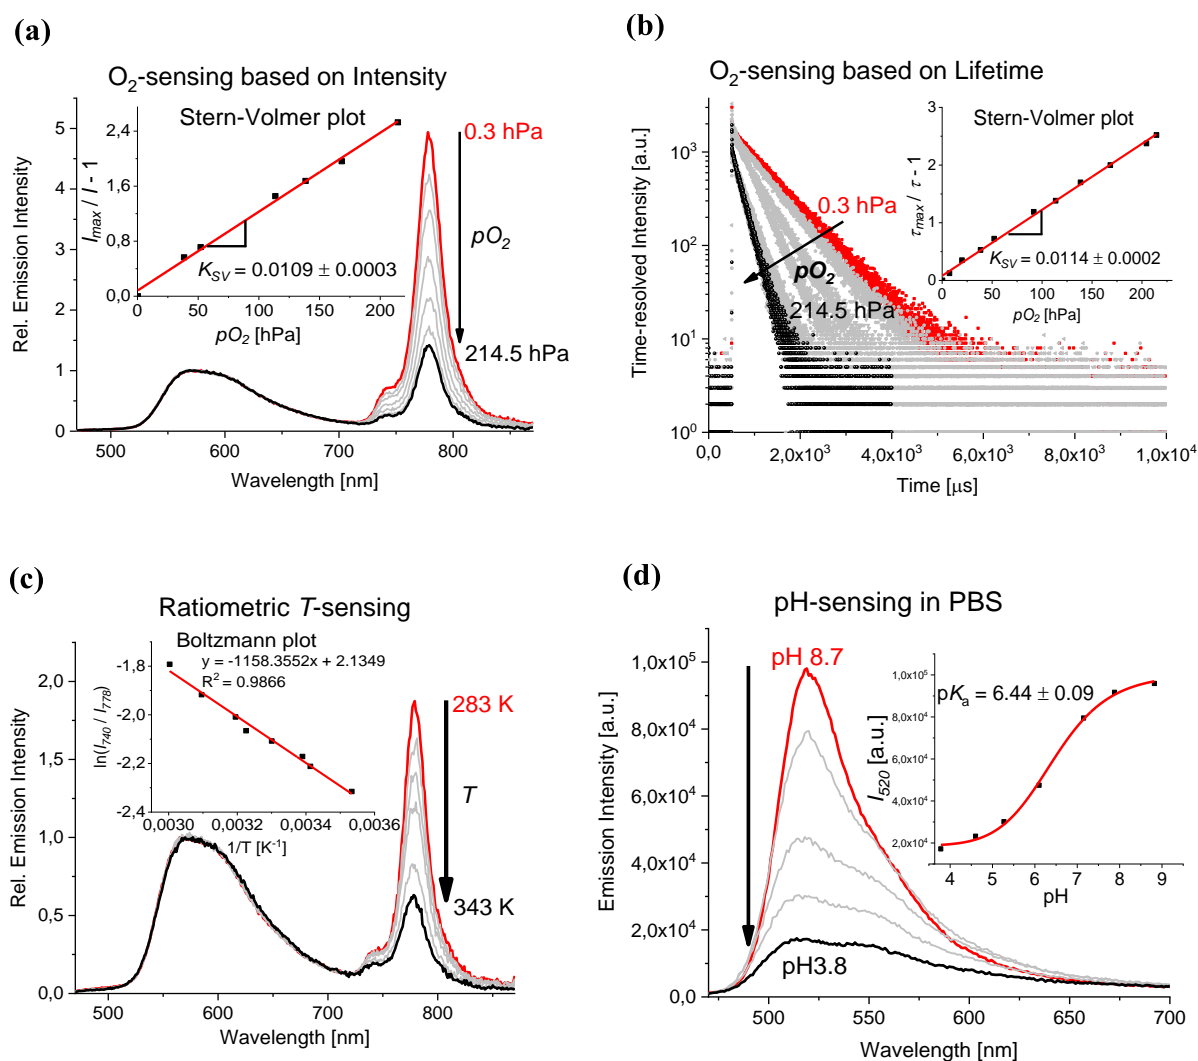 (a)
O₂-sensing based on Intensity
Stern-Volmer plot
I_max / I - 1
2,4
1,6
0,8
0,0
0 50 100 150 200
pO₂ [hPa]
K_SV = 0.0109 ± 0.0003
0.3 hPa
pO₂
214.5 hPa
Rel. Emission Intensity
5
4
3
2
1
0
500 600 700 800
Wavelength [nm]
(b)
O₂-sensing based on Lifetime
Stern-Volmer plot
τ_max / τ - 1
3
2
1
0
0 50 100 150 200
pO₂ [hPa]
K_SV = 0.0114 ± 0.0002
0.3 hPa
pO₂
214.5 hPa
Time-resolved Intensity [a.u.]
10³
10²
10¹
10⁰
0,0 2,0x10³ 4,0x10³ 6,0x10³ 8,0x10³ 1,0x10⁴
Time [μs]
(c)
Ratiometric T-sensing
Boltzmann plot
y = -1158.3552x + 2.1349
R² = 0.9866
ln(I₇₄₀ / I₇₇₈)
-1,8
-2,0
-2,2
-2,4
0,0030 0,0032 0,0034 0,0036
1/T [K⁻¹]
283 K
T
343 K
Rel. Emission Intensity
2,0
1,5
1,0
0,5
0,0
500 600 700 800
Wavelength [nm]
(d)
pH-sensing in PBS
pH 8.7
pH3.8
pKₐ = 6.44 ± 0.09
I₅₂₀ [a.u.]
1,0x10⁵
8,0x10⁴
6,0x10⁴
4,0x10⁴
2,0x10⁴
4 5 6 7 8 9
pH
Emission Intensity [a.u.]
1,0x10⁵
8,0x10⁴
6,0x10⁴
4,0x10⁴
2,0x10⁴
0,0
500 550 600 650 700
Wavelength [nm]